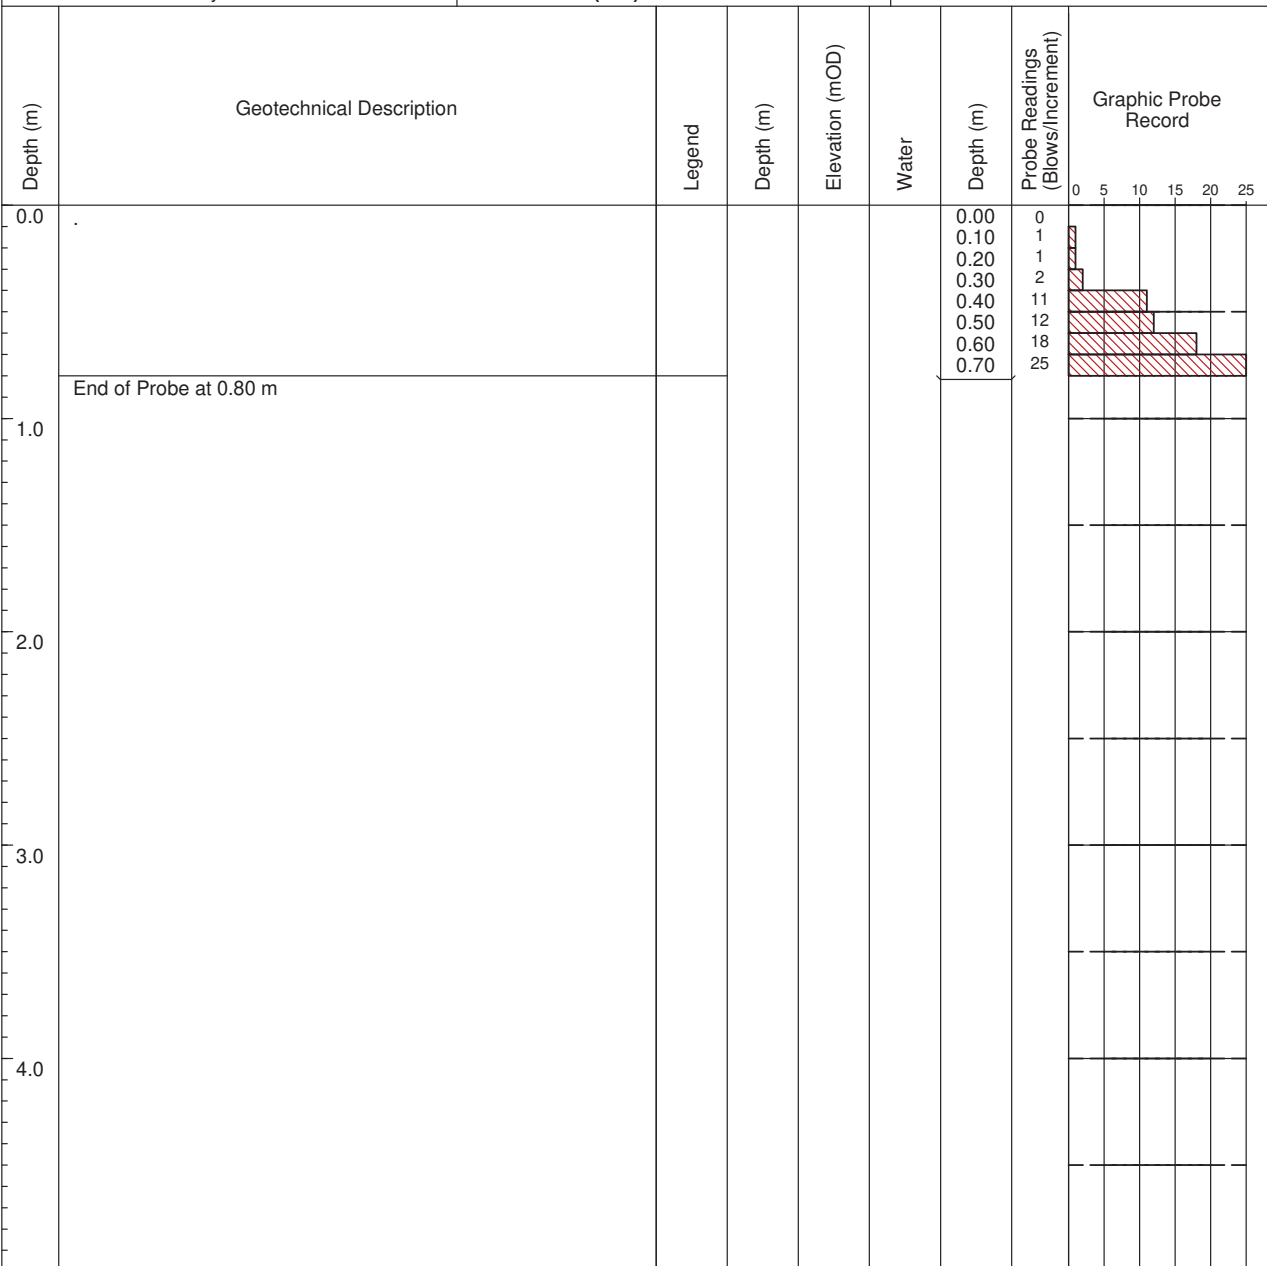 Depth (m)
Geotechnical Description
Legend
Depth (m)
Elevation (mOD)
Water
Depth (m)
Probe Readings
(Blows/Increment)
Graphic Probe
Record
0 5 10 15 20 25
0.0 . 0.00 0
0.10 1
0.20 1
0.30 2
0.40 11
0.50 12
0.60 18
0.70 25
End of Probe at 0.80 m
1.0
2.0
3.0
4.0